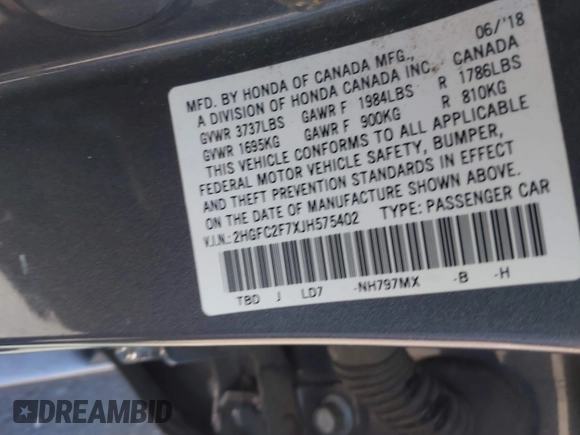 MFD. BY HONDA OF CANADA MFG., 06/'18
A DIVISION OF HONDA CANADA INC., CANADA
GVWR 3737LBS GAWR F 1984LBS R 1786LBS
GVWR 1695KG GAWR F 900KG R 810KG
THIS VEHICLE CONFORMS TO ALL APPLICABLE
FEDERAL MOTOR VEHICLE SAFETY, BUMPER,
AND THEFT PREVENTION STANDARDS IN EFFECT
ON THE DATE OF MANUFACTURE SHOWN ABOVE.
V.I.N.:2HGFC2F7XJH575402 TYPE: PASSENGER CAR
TBD J LD7 -NH797MX -B -H
DREAMBID